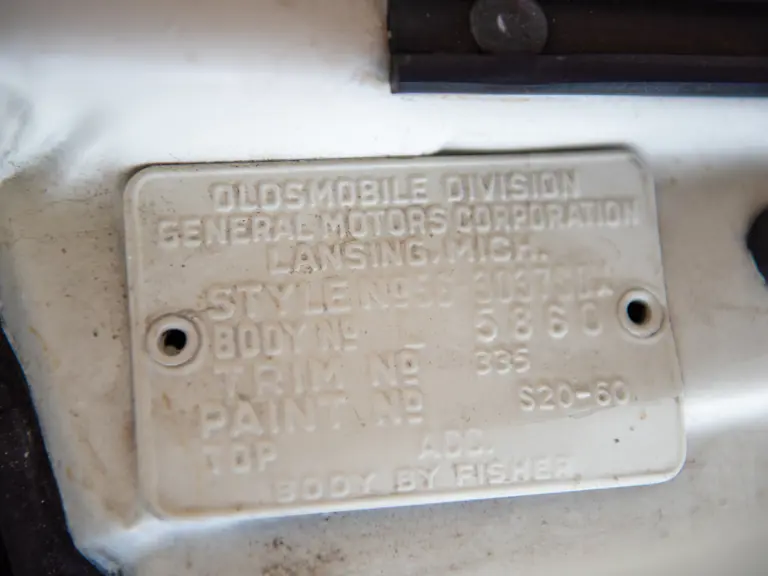 OLDSMOBILE DIVISION
GENERAL MOTORS CORPORATION
LANSING, MICH.
STYLE NO
BODY NO 5860
TRIM NO 335
PAINT NO S20-60
TOP ACC.
BODY BY FISHER